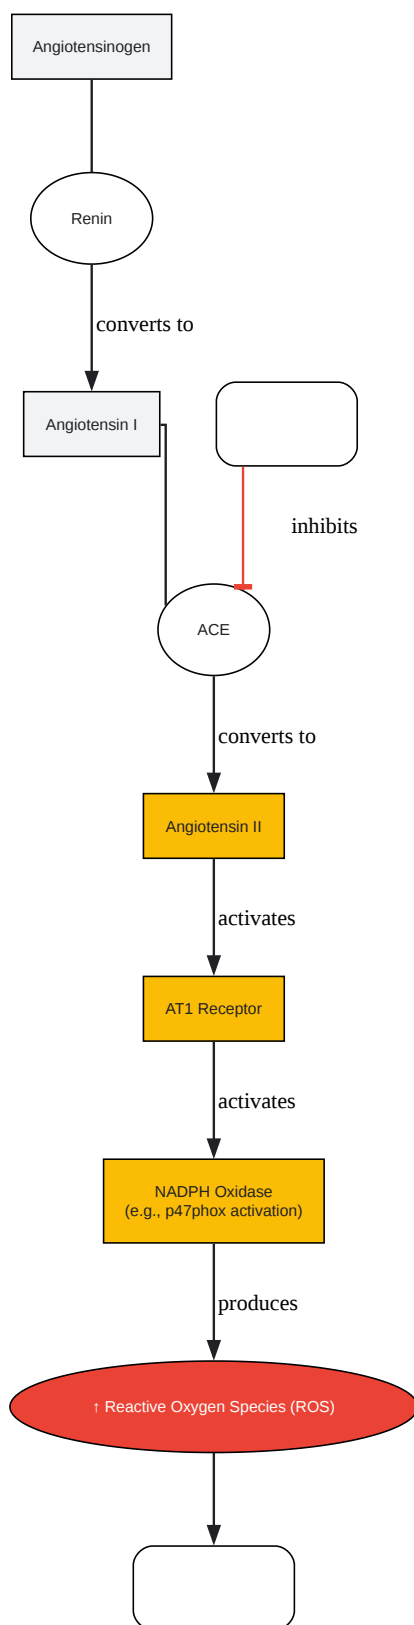 Angiotensinogen
Renin
converts to
Angiotensin I
inhibits
ACE
converts to
Angiotensin II
activates
AT1 Receptor
activates
NADPH Oxidase
(e.g., p47phox activation)
produces
↑ Reactive Oxygen Species (ROS)